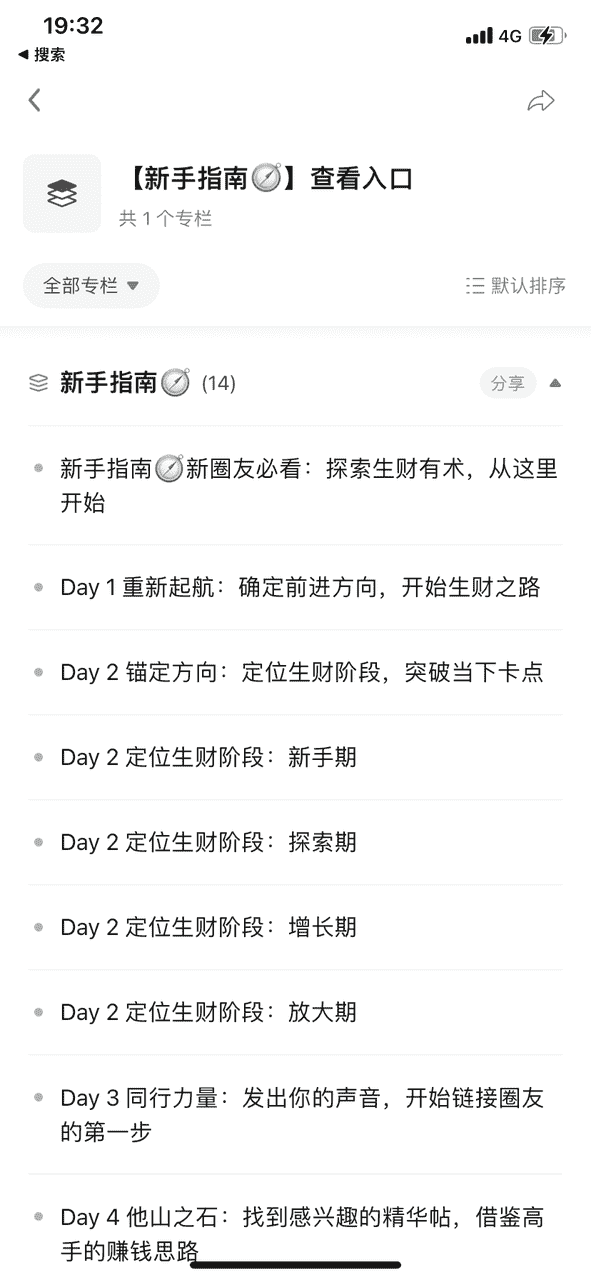 19:32
4G
◀ 搜索
【新手指南🧭】查看入口
共 1 个专栏
全部专栏 ▼
默认排序
新手指南🧭 (14)
分享
新手指南🧭新圈友必看：探索生财有术，从这里
开始
Day 1 重新起航：确定前进方向，开始生财之路
Day 2 锚定方向：定位生财阶段，突破当下卡点
Day 2 定位生财阶段：新手期
Day 2 定位生财阶段：探索期
Day 2 定位生财阶段：增长期
Day 2 定位生财阶段：放大期
Day 3 同行力量：发出你的声音，开始链接圈友
的第一步
Day 4 他山之石：找到感兴趣的精华帖，借鉴高
手的赚钱思路